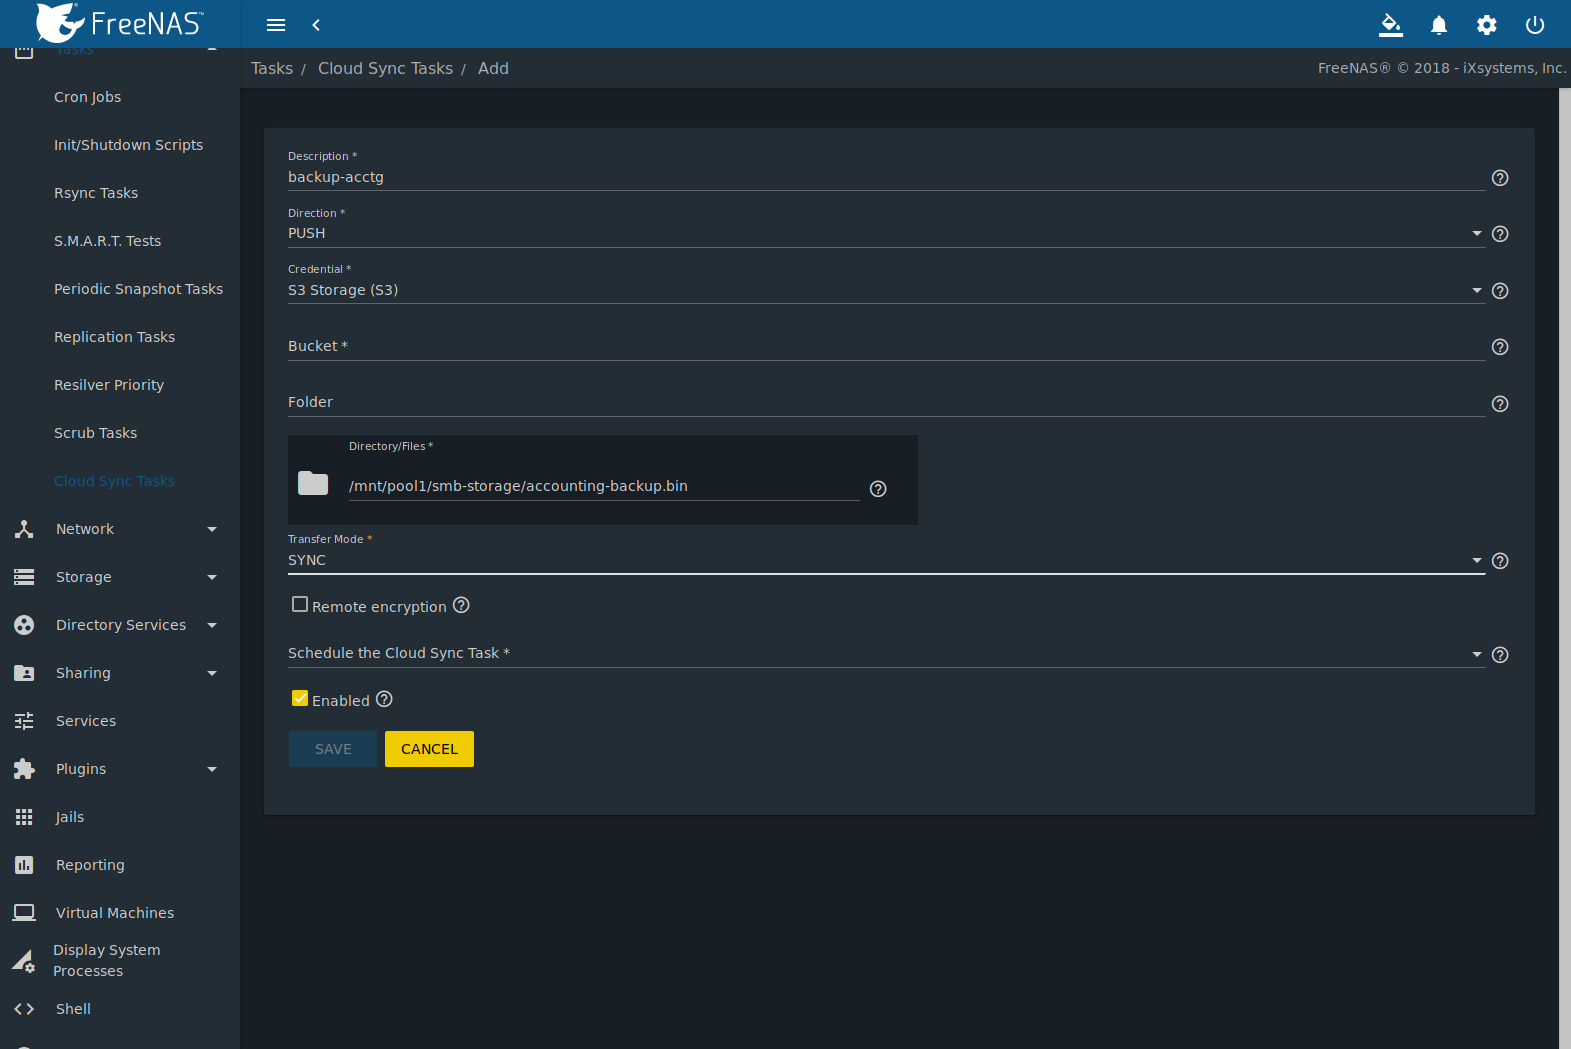 FreeNAS™
Tasks
Cron Jobs
Init/Shutdown Scripts
Rsync Tasks
S.M.A.R.T. Tests
Periodic Snapshot Tasks
Replication Tasks
Resilver Priority
Scrub Tasks
Cloud Sync Tasks
Network
Storage
Directory Services
Sharing
Services
Plugins
Jails
Reporting
Virtual Machines
Display System
Processes
Shell
Tasks / Cloud Sync Tasks / Add
FreeNAS® © 2018 - iXsystems, Inc.
Description *
backup-acctg
Direction *
PUSH
Credential *
S3 Storage (S3)
Bucket *
Folder
Directory/Files *
/mnt/pool1/smb-storage/accounting-backup.bin
Transfer Mode *
SYNC
Remote encryption
Schedule the Cloud Sync Task *
Enabled
SAVE CANCEL